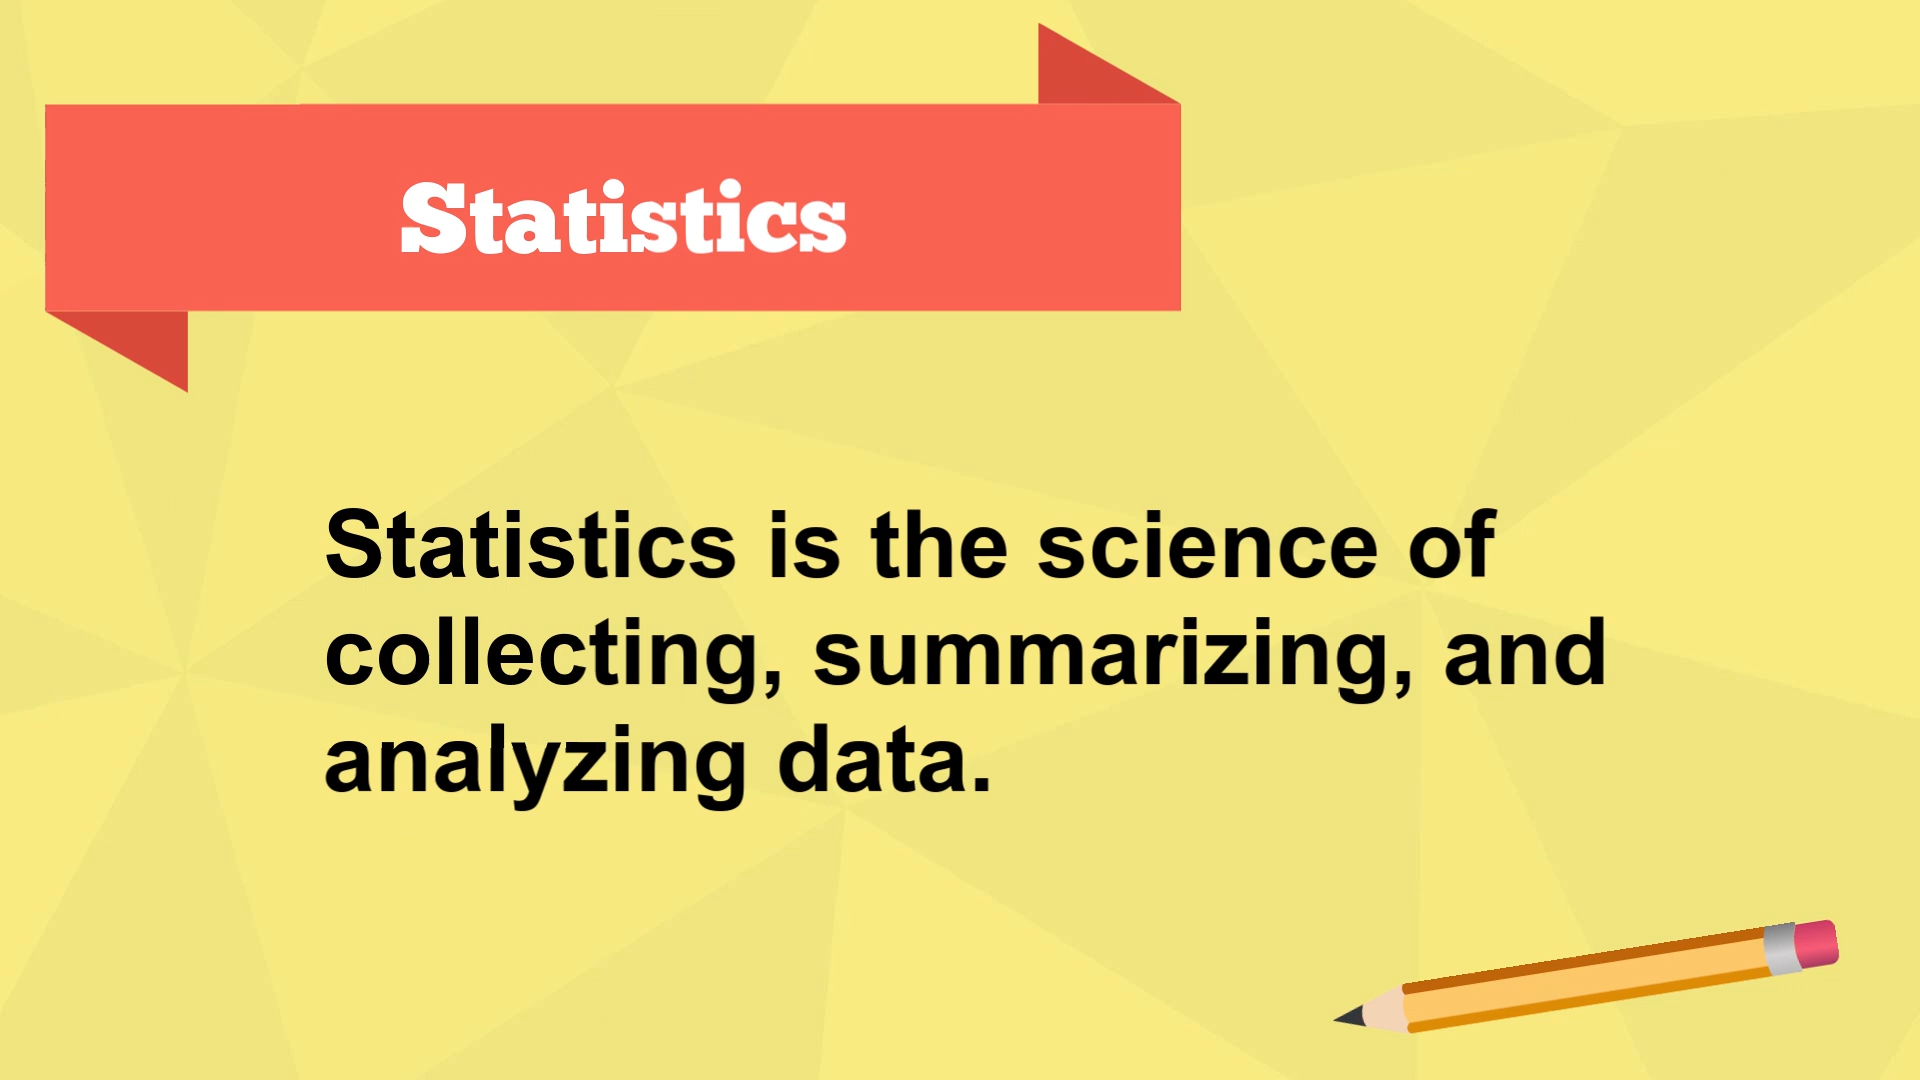 Statistics
Statistics is the science of
collecting, summarizing, and
analyzing data.